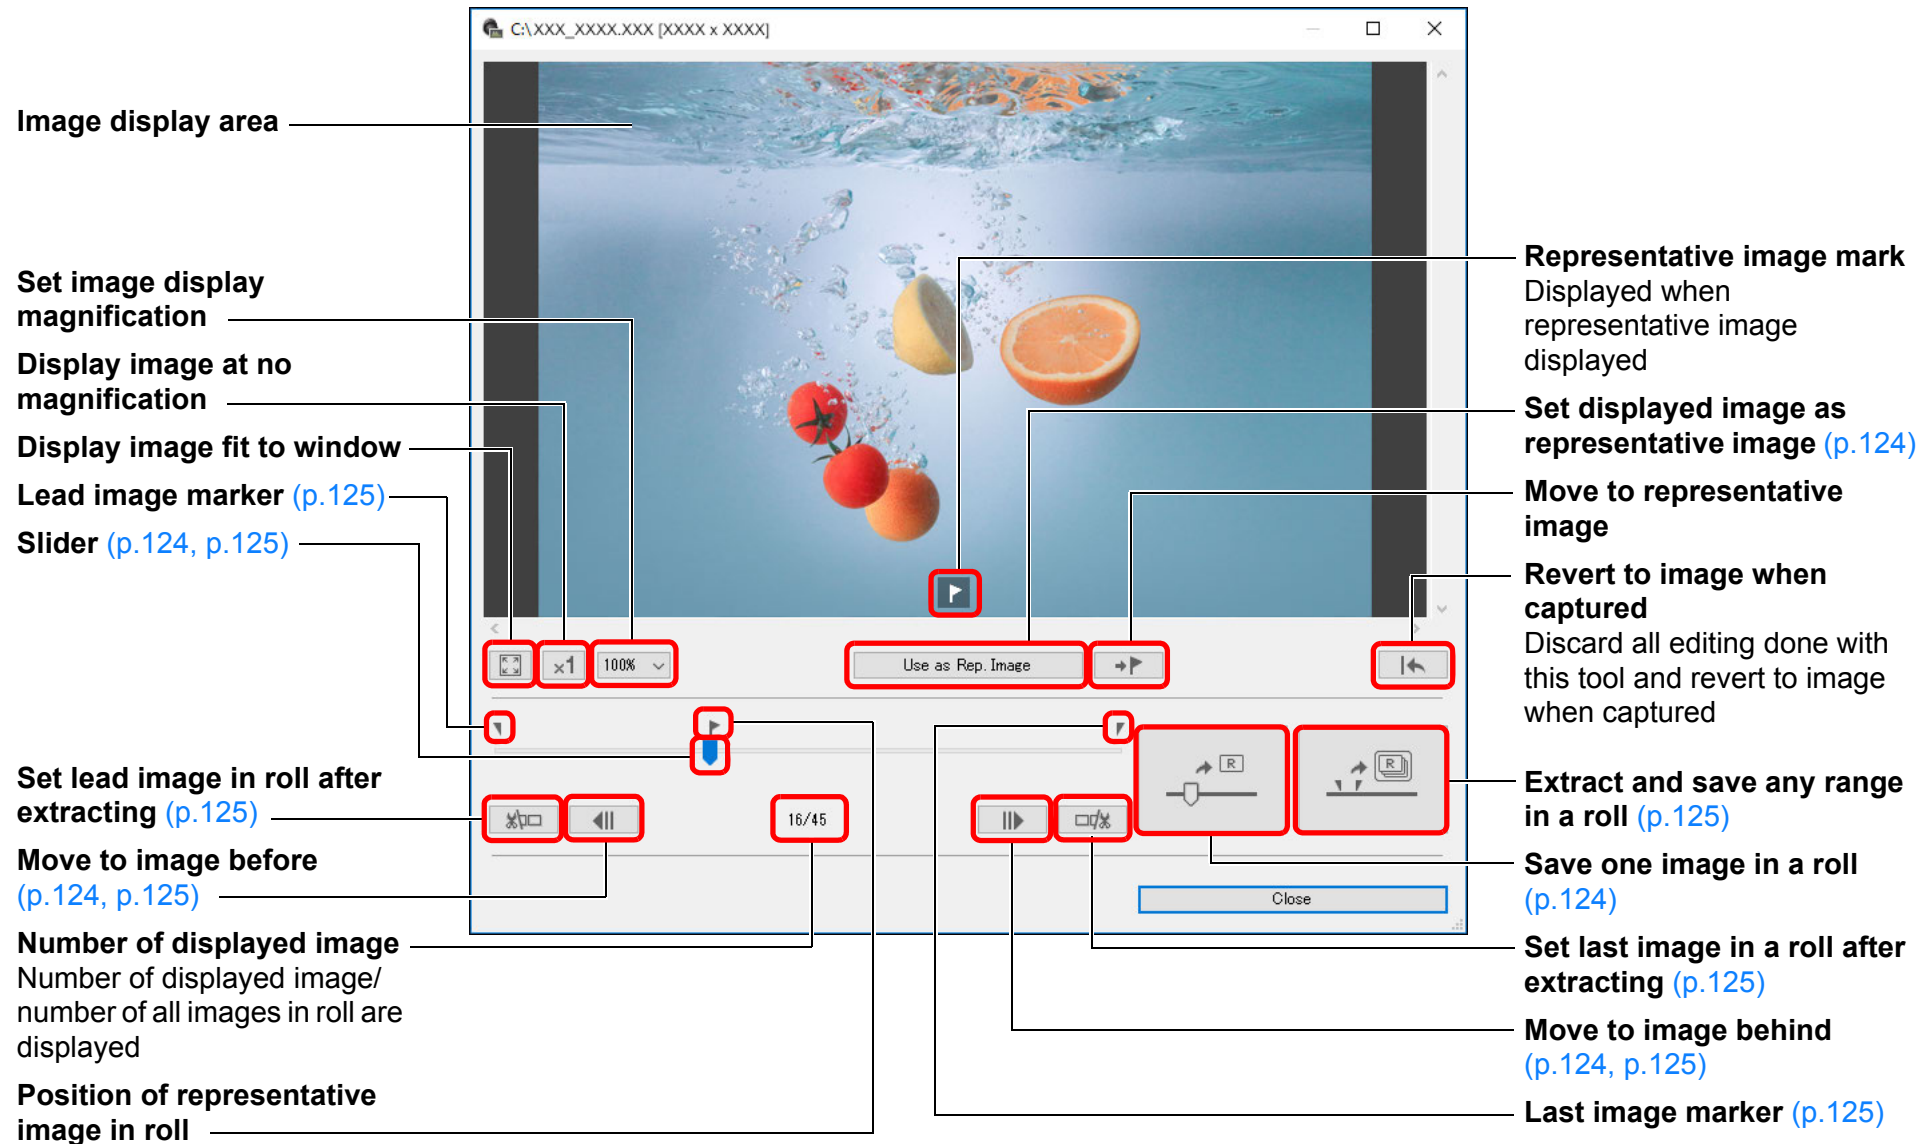 C:\XXX_XXXX.XXX [XXXX x XXXX]
Image display area
Set image display
magnification
Display image at no
magnification
Display image fit to window
Lead image marker (p.125)
Slider (p.124, p.125)
Set lead image in roll after
extracting (p.125)
Move to image before
(p.124, p.125)
Number of displayed image
Number of displayed image/
number of all images in roll are
displayed
Position of representative
image in roll
x1
100%
Use as Rep. Image
16/45
R
R
Close
Representative image mark
Displayed when
representative image
displayed
Set displayed image as
representative image (p.124)
Move to representative
image
Revert to image when
captured
Discard all editing done with
this tool and revert to image
when captured
Extract and save any range
in a roll (p.125)
Save one image in a roll
(p.124)
Set last image in a roll after
extracting (p.125)
Move to image behind
(p.124, p.125)
Last image marker (p.125)